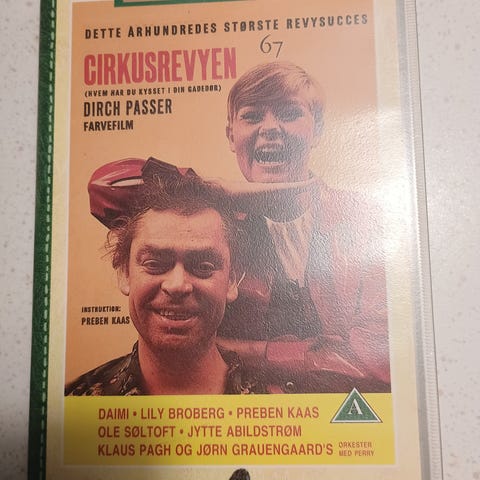 DETTE ÅRHUNDREDES STØRSTE REVYSUCCES
CIRKUSREVYEN 67
(HVEM HAR DU KYSSET I DIN GADEDØR)
DIRCH PASSER
FARVEFILM
INSTRUKTION:
PREBEN KAAS
DAIMI • LILY BROBERG • PREBEN KAAS
OLE SØLTOFT • JYTTE ABILDSTRØM
KLAUS PAGH OG JØRN GRAUENGAARD'S ORKESTER MED PERRY
A